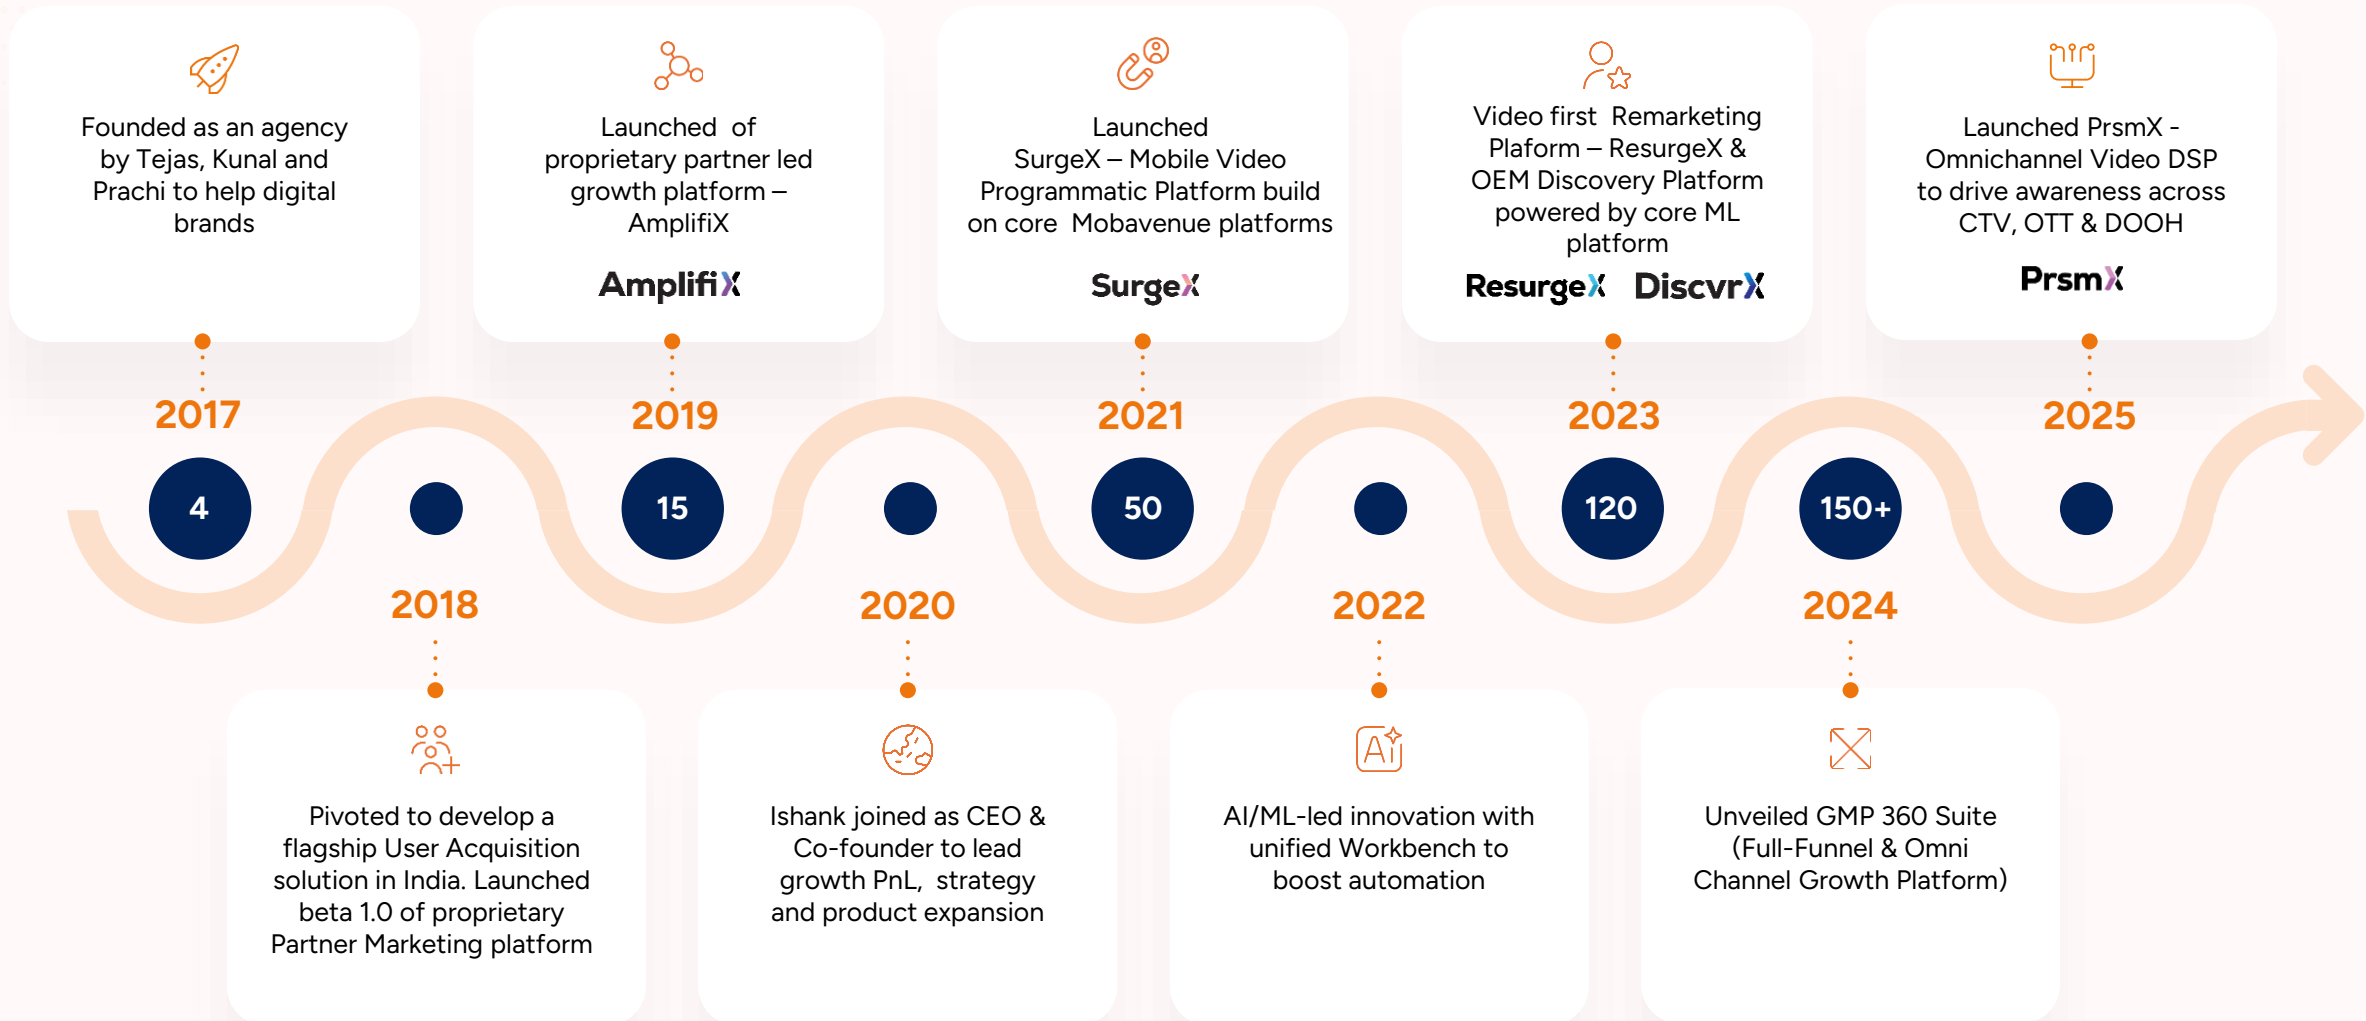 Founded as an agency
by Tejas, Kunal and
Prachi to help digital
brands
Launched of
proprietary partner led
growth platform –
AmplifiX
AmplifiX
Launched
SurgeX – Mobile Video
Programmatic Platform build
on core Mobavenue platforms
SurgeX
Video first Remarketing
Plaform – ResurgeX &
OEM Discovery Platform
powered by core ML
platform
ResurgeX DiscvrX
Launched PrsmX -
Omnichannel Video DSP
to drive awareness across
CTV, OTT & DOOH
PrsmX
2017
2019
2021
2023
2025
4
15
50
120
150+
2018
2020
2022
2024
Pivoted to develop a
flagship User Acquisition
solution in India. Launched
beta 1.0 of proprietary
Partner Marketing platform
Ishank joined as CEO &
Co-founder to lead
growth PnL, strategy
and product expansion
Ai
AI/ML-led innovation with
unified Workbench to
boost automation
Unveiled GMP 360 Suite
(Full-Funnel & Omni
Channel Growth Platform)